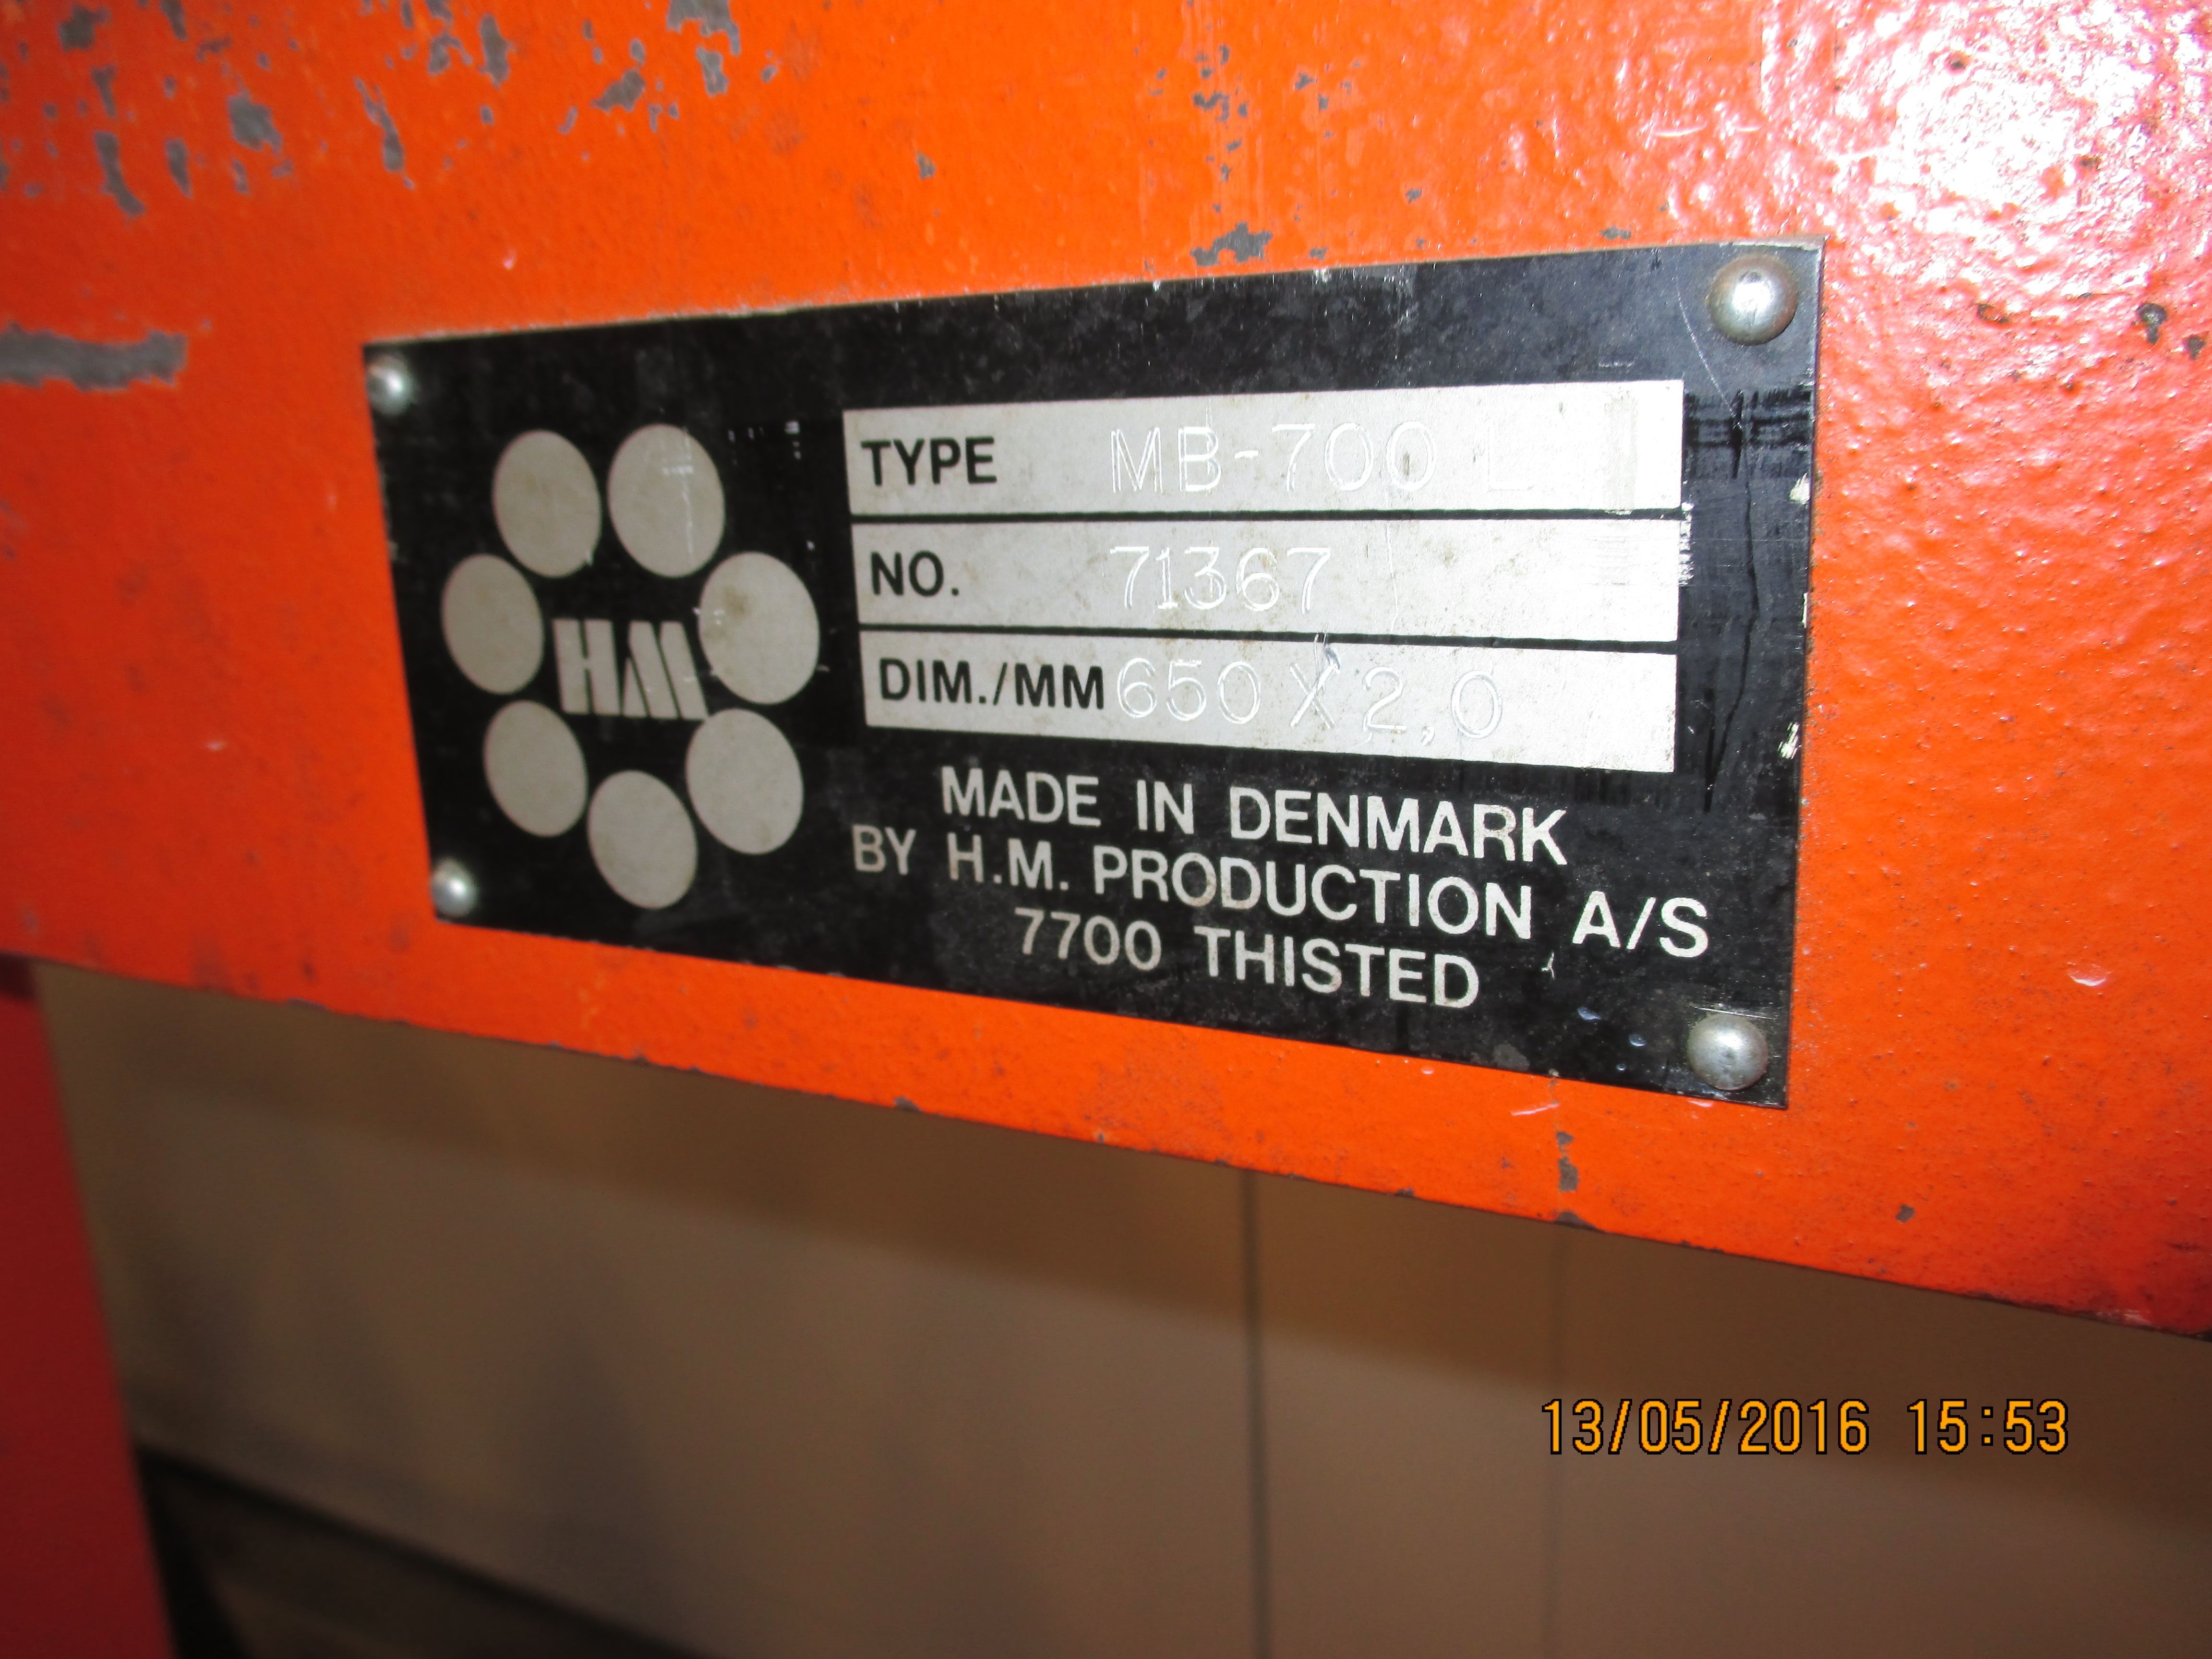 HM
TYPE MB-700 L
NO. 71367
DIM./MM 650 X 2,0
MADE IN DENMARK
BY H.M. PRODUCTION A/S
7700 THISTED
13/05/2016 15:53